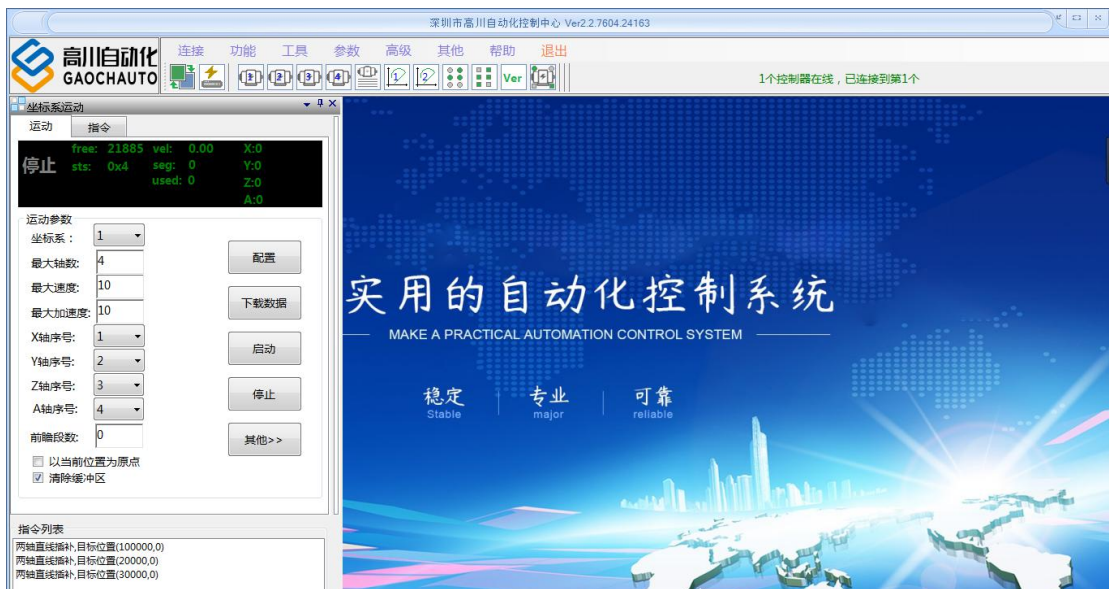 深圳市高川自动化控制中心 Ver2.2.7604.24163
高川自动化
GAOCHAUTO
连接 功能 工具 参数 高级 其他 帮助 退出
1 2 3 4 1 2 Ver
1个控制器在线，已连接到第1个
坐标系运动
运动 指令
停止
free: 21885 vel: 0.00 X:0
sts: 0x4 seg: 0 Y:0
used: 0 Z:0
A:0
运动参数
坐标系： 1
最大轴数: 4
配置
最大速度: 10
最大加速度: 10
下载数据
X轴序号: 1
启动
Y轴序号: 2
Z轴序号: 3
停止
A轴序号: 4
前瞻段数: 0
其他>>
以当前位置为原点
清除缓冲区
指令列表
两轴直线插补,目标位置(100000,0)
两轴直线插补,目标位置(20000,0)
两轴直线插补,目标位置(30000,0)
实用的自动化控制系统
MAKE A PRACTICAL AUTOMATION CONTROL SYSTEM
稳定 专业 可靠
Stable major reliable